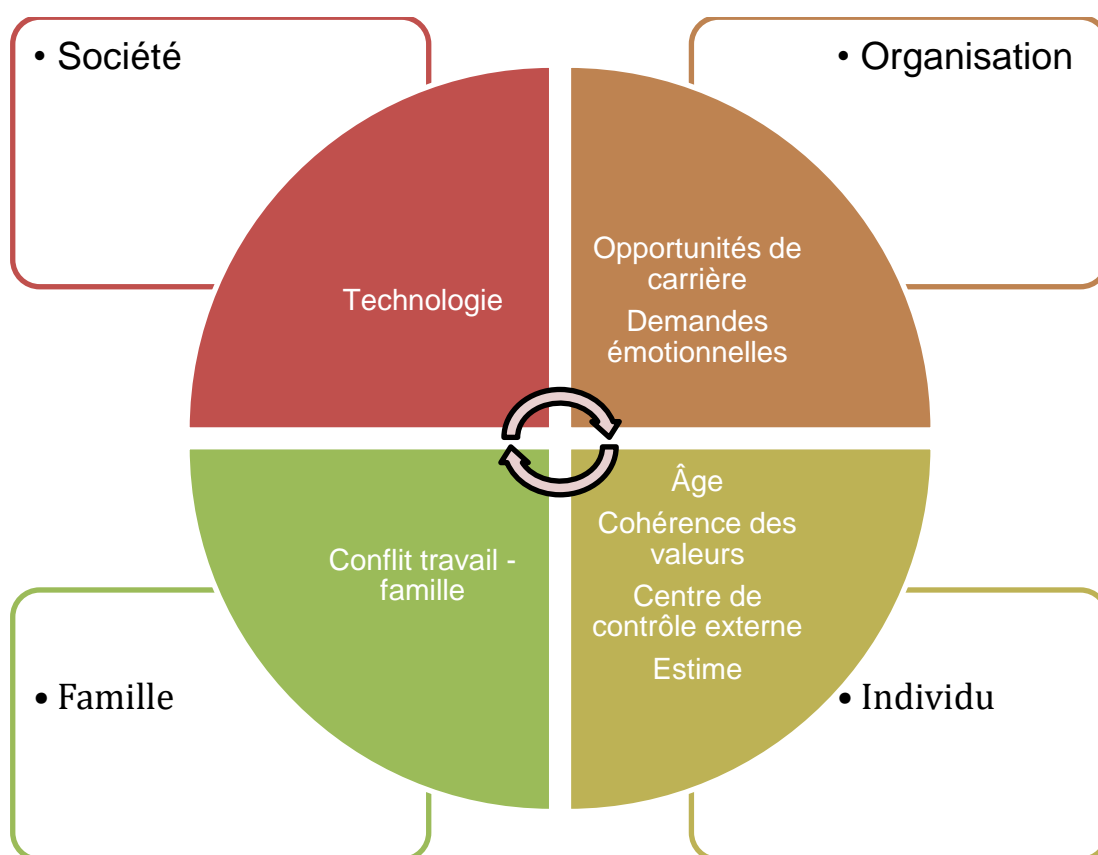 • Société
• Organisation
Technologie
Opportunités de
carrière
Demandes
émotionnelles
Conflit travail -
famille
Âge
Cohérence des
valeurs
Centre de
contrôle externe
Estime
• Famille
• Individu